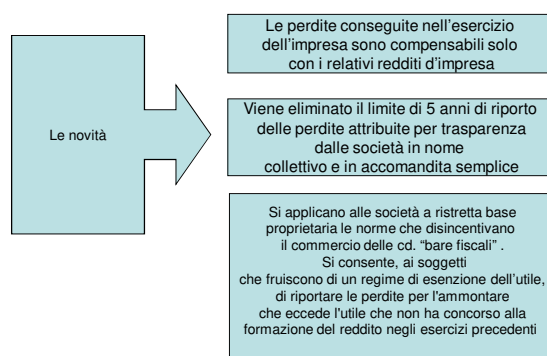 Le novità
Le perdite conseguite nell'esercizio
dell'impresa sono compensabili solo
con i relativi redditi d'impresa
Viene eliminato il limite di 5 anni di riporto
delle perdite attribuite per trasparenza
dalle società in nome
collettivo e in accomandita semplice
Si applicano alle società a ristretta base
proprietaria le norme che disincentivano
il commercio delle cd. “bare fiscali” .
Si consente, ai soggetti
che fruiscono di un regime di esenzione dell'utile,
di riportare le perdite per l'ammontare
che eccede l'utile che non ha concorso alla
formazione del reddito negli esercizi precedenti